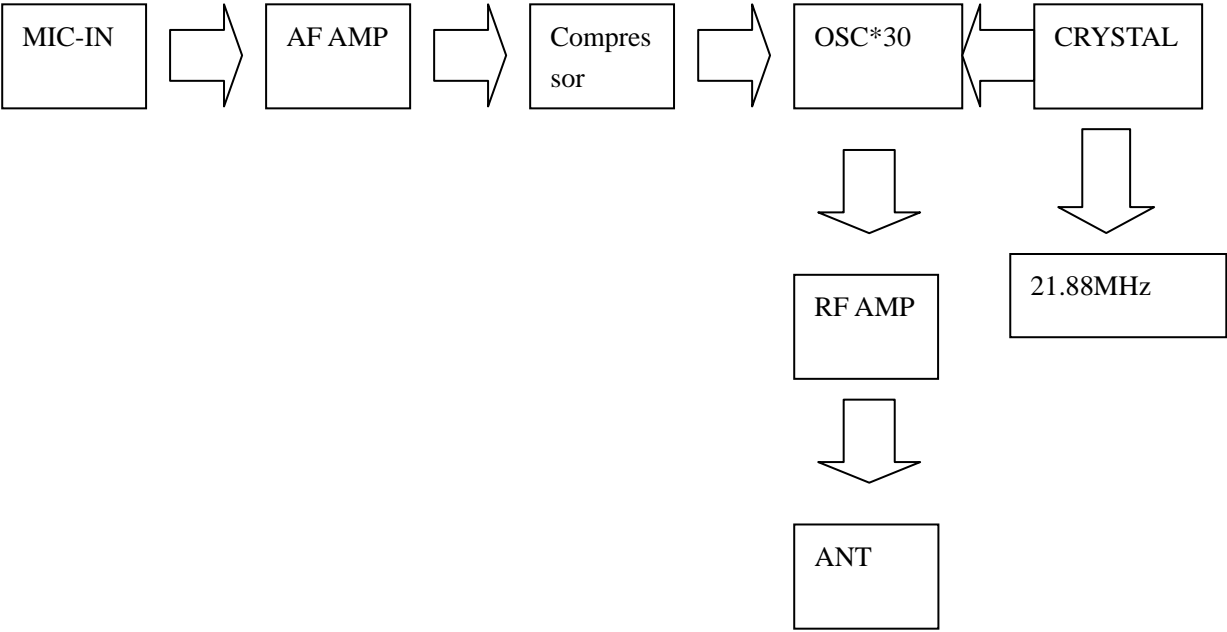 MIC-IN
AF AMP
Compres
sor
OSC*30
CRYSTAL
21.88MHz
RF AMP
ANT